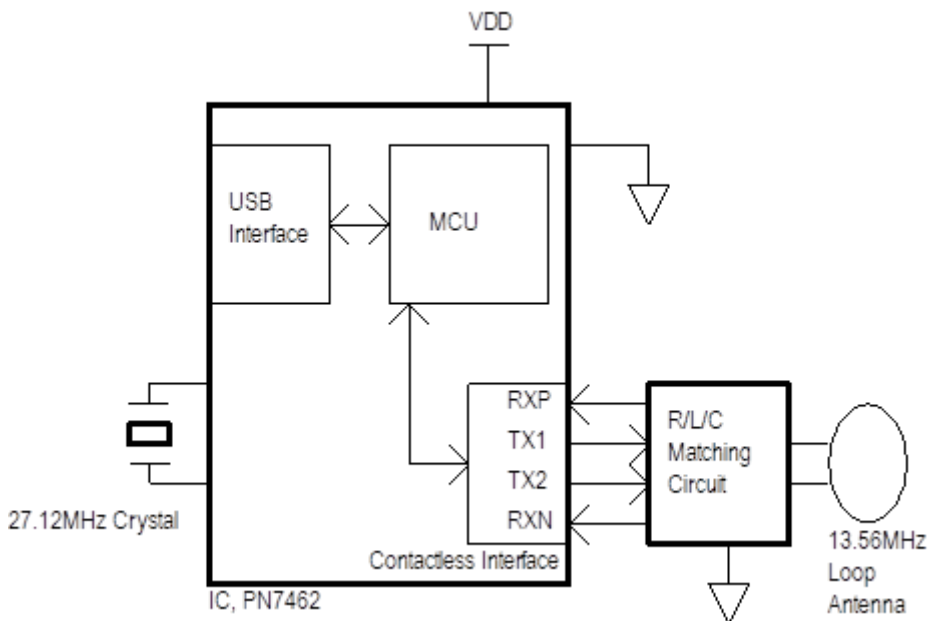 VDD
USB
Interface
MCU
RXP
TX1
TX2
RXN
Contactless Interface
R/L/C
Matching
Circuit
27.12MHz Crystal
13.56MHz
Loop
Antenna
IC, PN7462